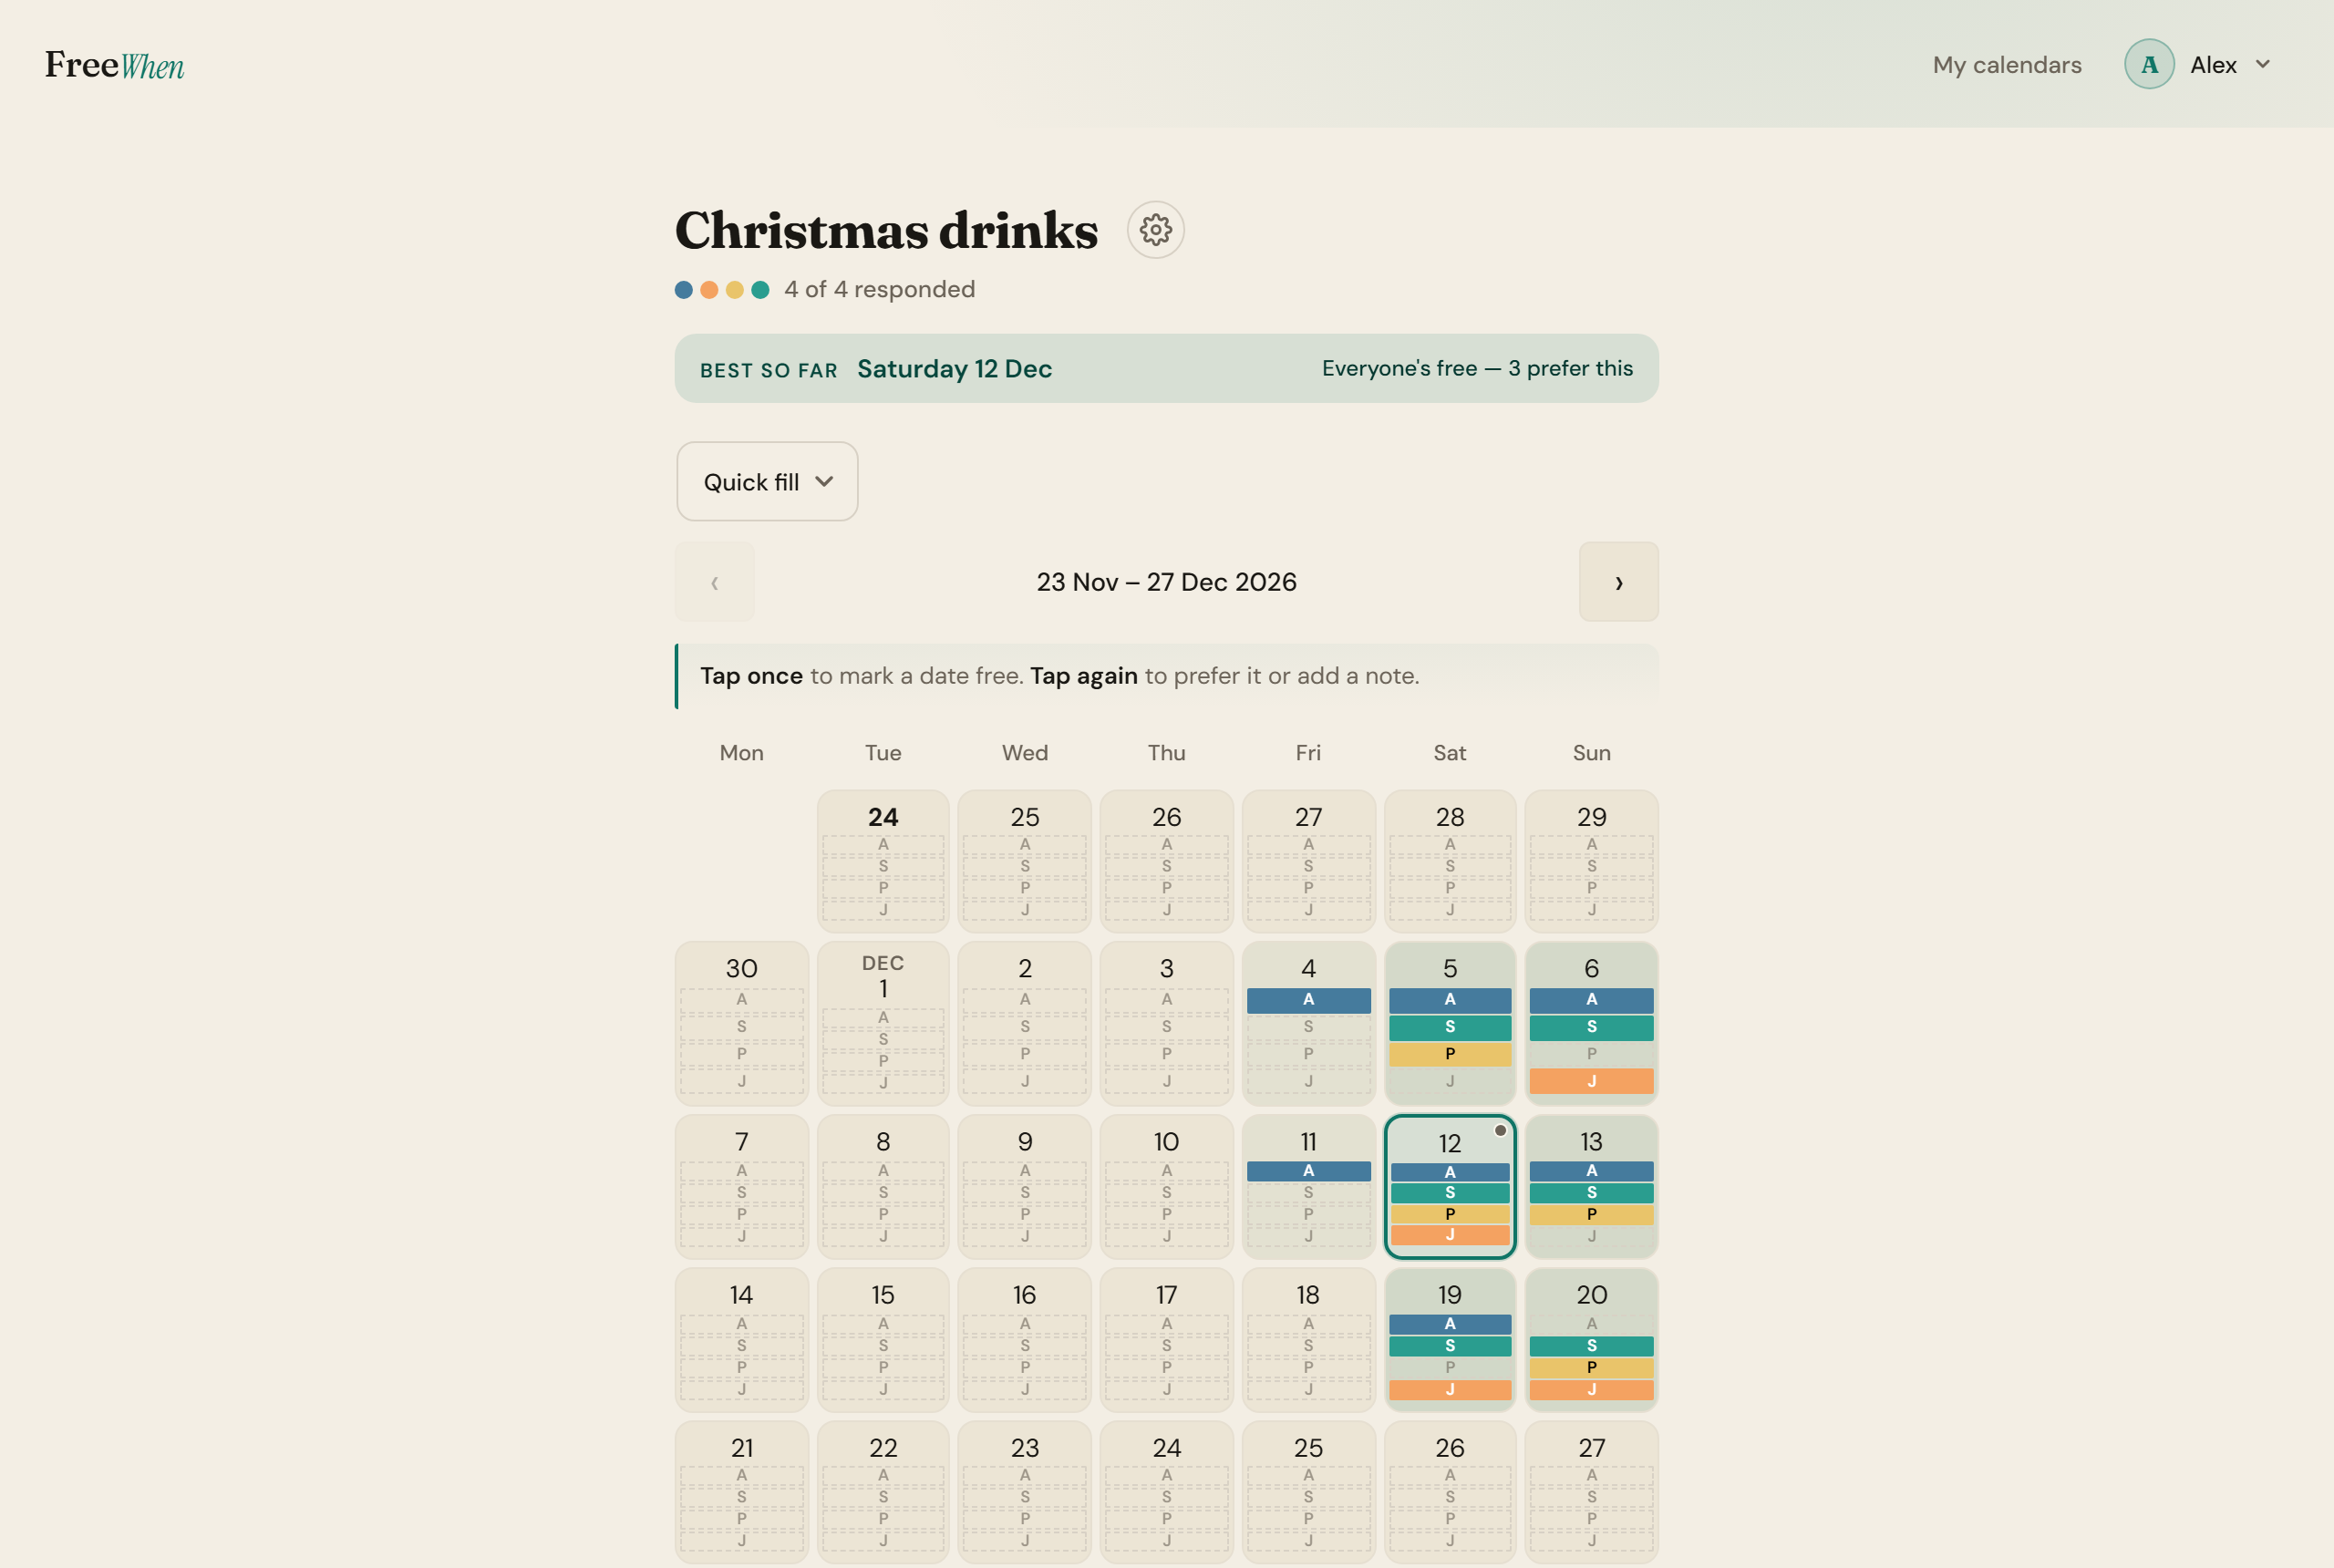 FreeWhen
My calendars A Alex
Christmas drinks
4 of 4 responded
BEST SO FAR Saturday 12 Dec Everyone's free — 3 prefer this
Quick fill
‹ 23 Nov – 27 Dec 2026 ›
Tap once to mark a date free. Tap again to prefer it or add a note.
Mon Tue Wed Thu Fri Sat Sun
24 25 26 27 28 29
A A A A A A
S S S S S S
P P P P P P
J J J J J J
DEC
30 1 2 3 4 5 6
A A A A A A A
S S S S S S S
P P P P P P P
J J J J J J J
7 8 9 10 11 12 13
A A A A A A A
S S S S S S S
P P P P P P P
J J J J J J J
14 15 16 17 18 19 20
A A A A A A A
S S S S S S S
P P P P P P P
J J J J J J J
21 22 23 24 25 26 27
A A A A A A A
S S S S S S S
P P P P P P P
J J J J J J J